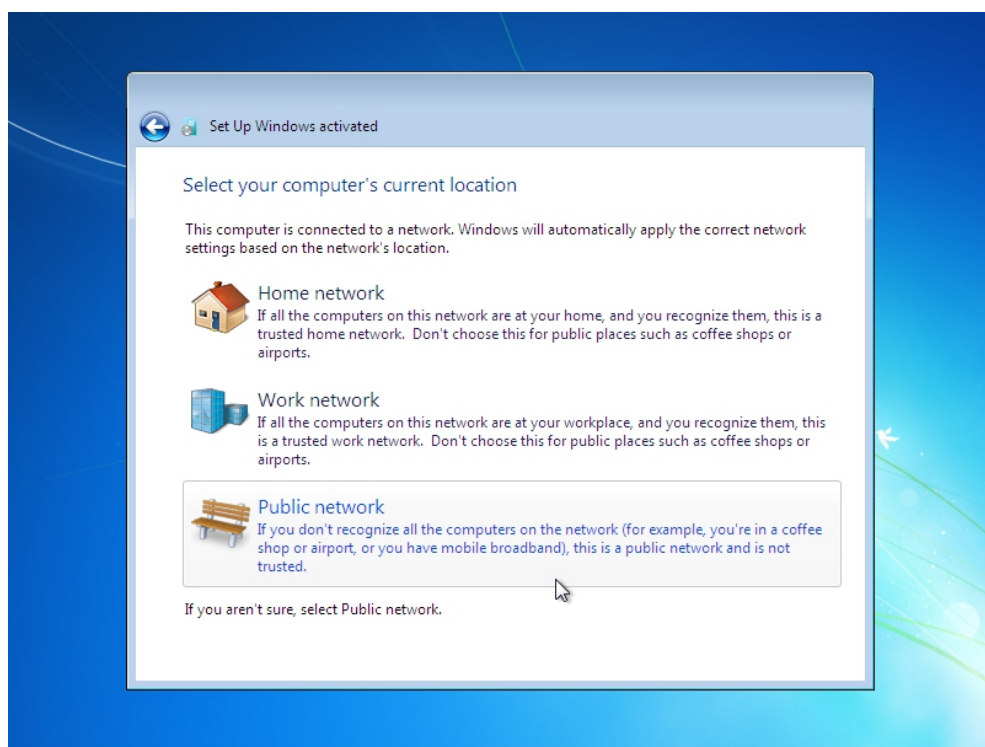 Set Up Windows activated
Select your computer's current location
This computer is connected to a network. Windows will automatically apply the correct network
settings based on the network's location.
Home network
If all the computers on this network are at your home, and you recognize them, this is a
trusted home network.  Don't choose this for public places such as coffee shops or
airports.
Work network
If all the computers on this network are at your workplace, and you recognize them, this
is a trusted work network.  Don't choose this for public places such as coffee shops or
airports.
Public network
If you don't recognize all the computers on the network (for example, you're in a coffee
shop or airport, or you have mobile broadband), this is a public network and is not
trusted.
If you aren't sure, select Public network.